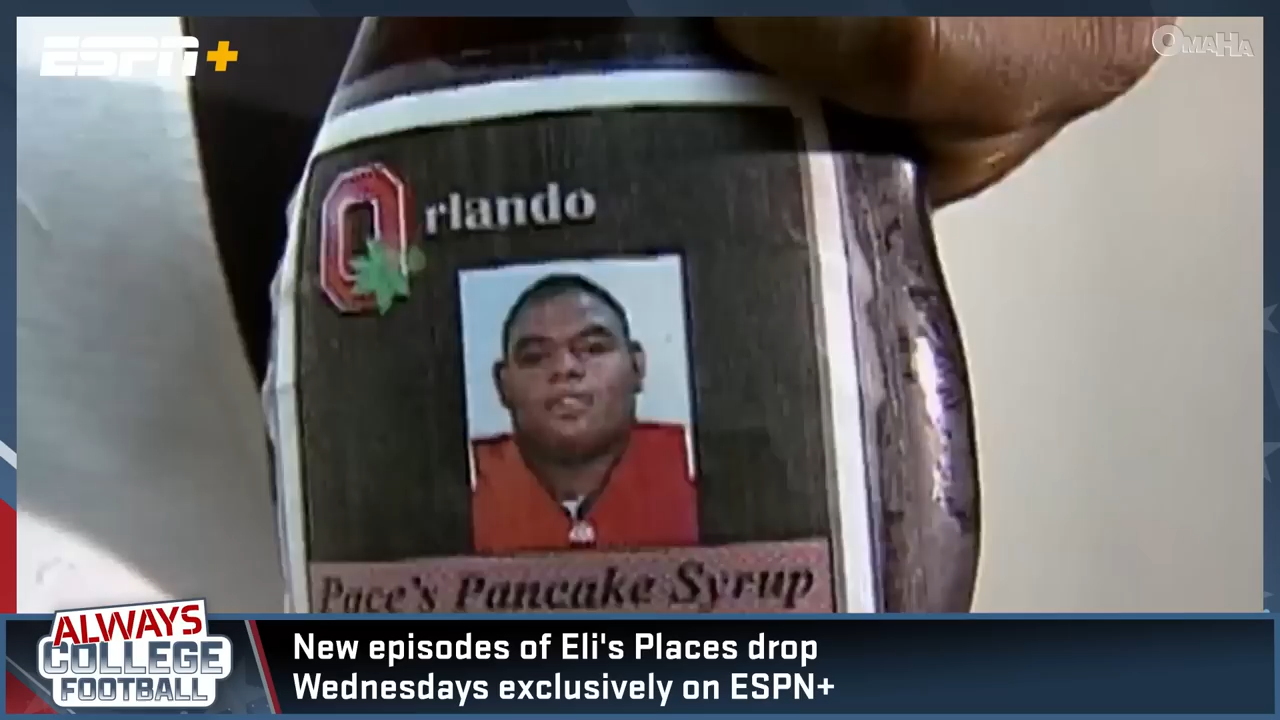 ESPN+
OMAHA
Orlando
Pace's Pancake Syrup
ALWAYS
COLLEGE
FOOTBALL
New episodes of Eli's Places drop
Wednesdays exclusively on ESPN+